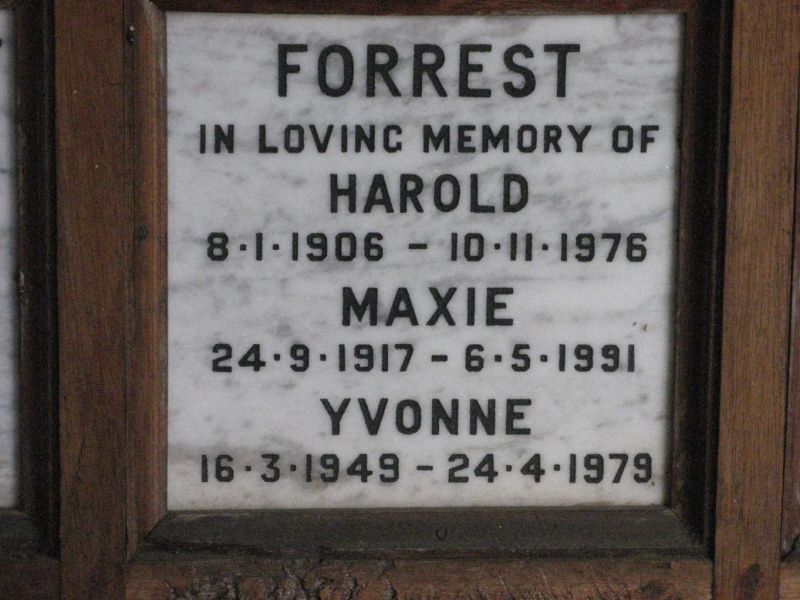 FORREST
IN LOVING MEMORY OF
HAROLD
8·1·1906 – 10·11·1976
MAXIE
24·9·1917 – 6·5·1991
YVONNE
16·3·1949 – 24·4·1979